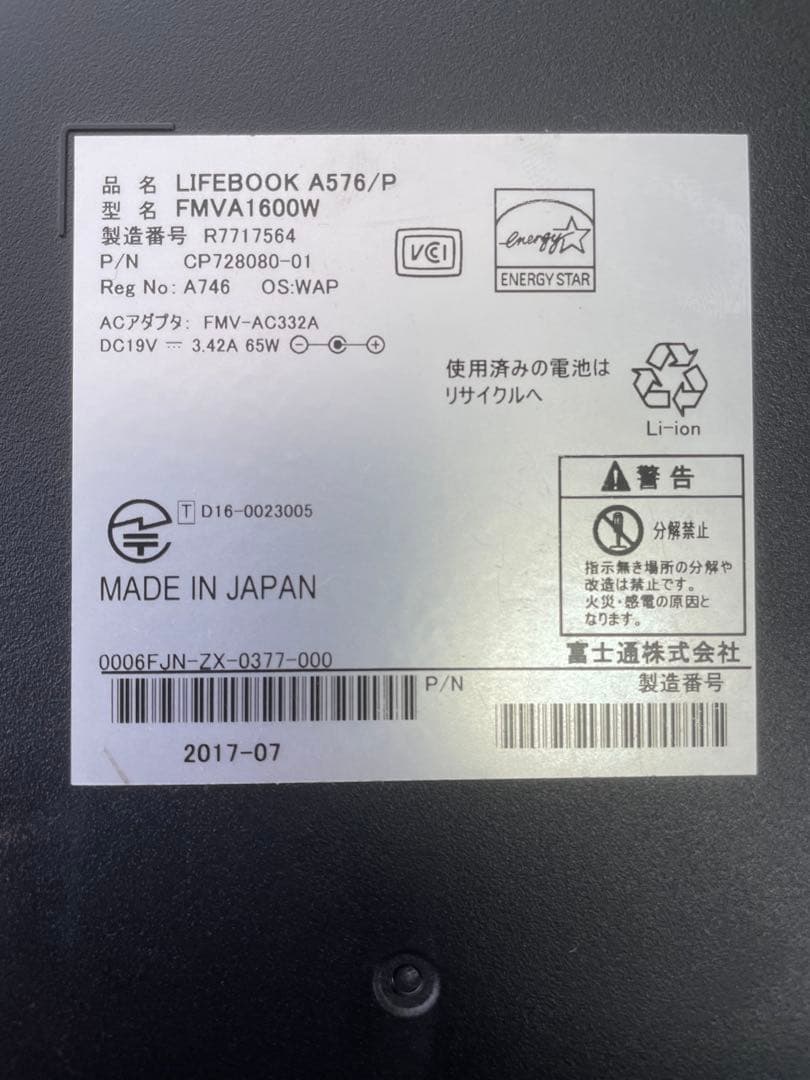 品 名 LIFEBOOK A576/P
型 名 FMVA1600W
製造番号 R7717564
P/N CP728080-01
Reg No: A746 OS:WAP
ACアダプタ: FMV-AC332A
DC19V ⎓ 3.42A 65W
VCCI
energy
ENERGY STAR
使用済みの電池は
リサイクルへ
Li-ion
T D16-0023005
MADE IN JAPAN
警告
分解禁止
指示無き場所の分解や
改造は禁止です。
火災・感電の原因と
なります。
富士通株式会社
0006FJN-ZX-0377-000
P/N
製造番号
2017-07